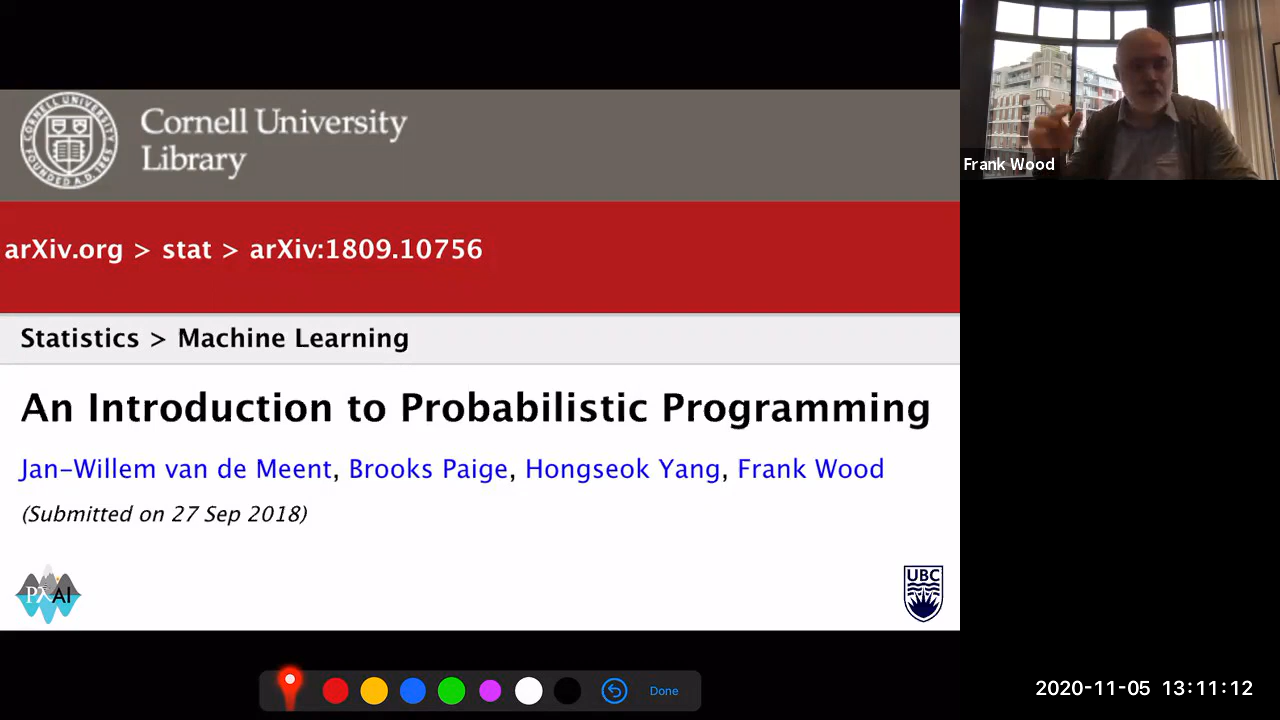 Cornell University
Library
arXiv.org > stat > arXiv:1809.10756
Statistics > Machine Learning
An Introduction to Probabilistic Programming
Jan-Willem van de Meent, Brooks Paige, Hongseok Yang, Frank Wood
(Submitted on 27 Sep 2018)
PλAI
UBC
Done
Frank Wood
2020-11-05 13:11:12